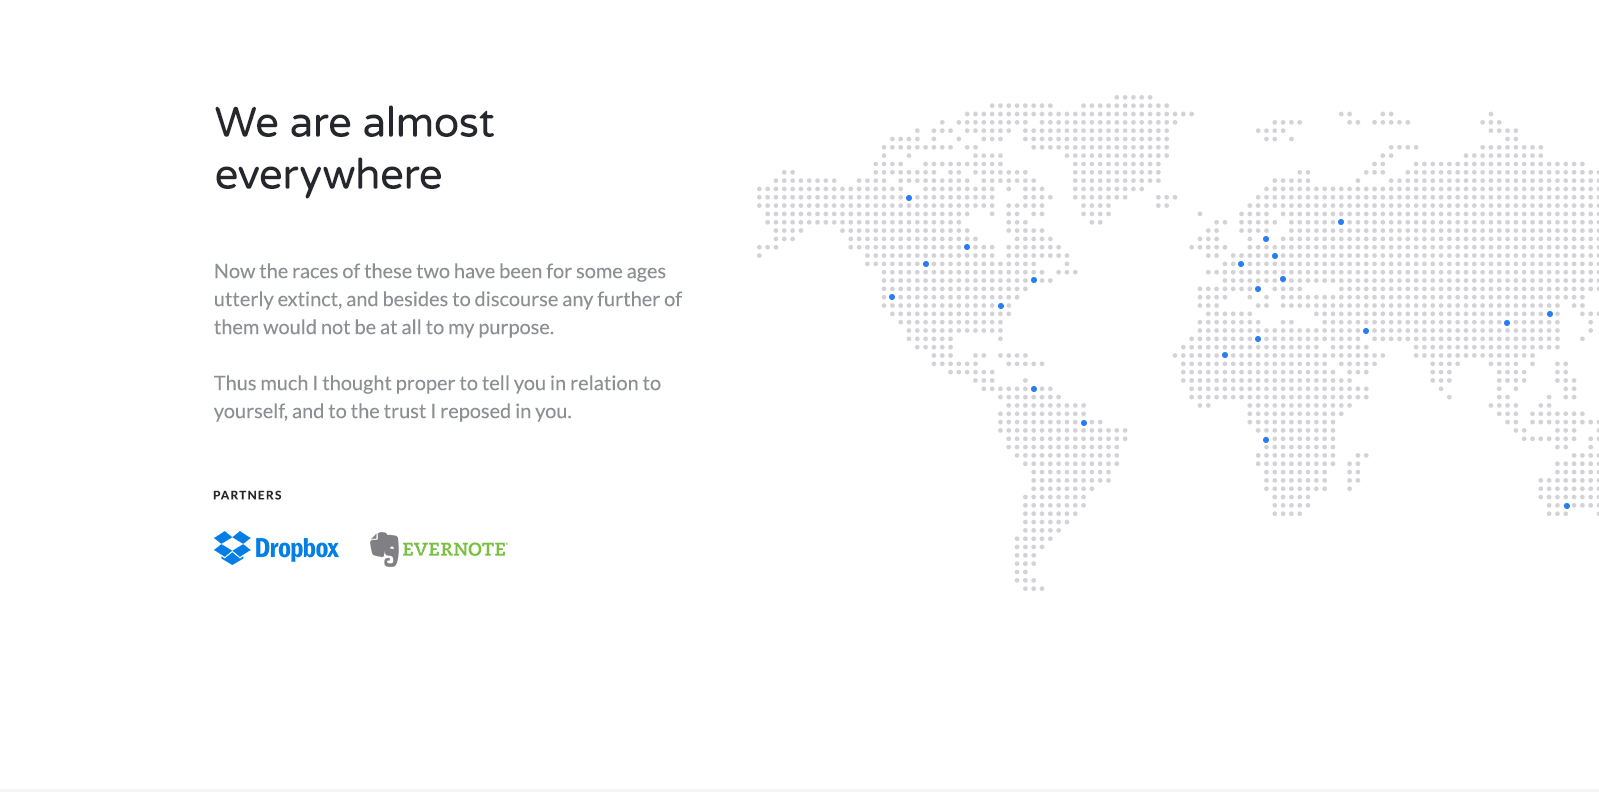 We are almost
everywhere
Now the races of these two have been for some ages
utterly extinct, and besides to discourse any further of
them would not be at all to my purpose.
Thus much I thought proper to tell you in relation to
yourself, and to the trust I reposed in you.
PARTNERS
Dropbox
EVERNOTE